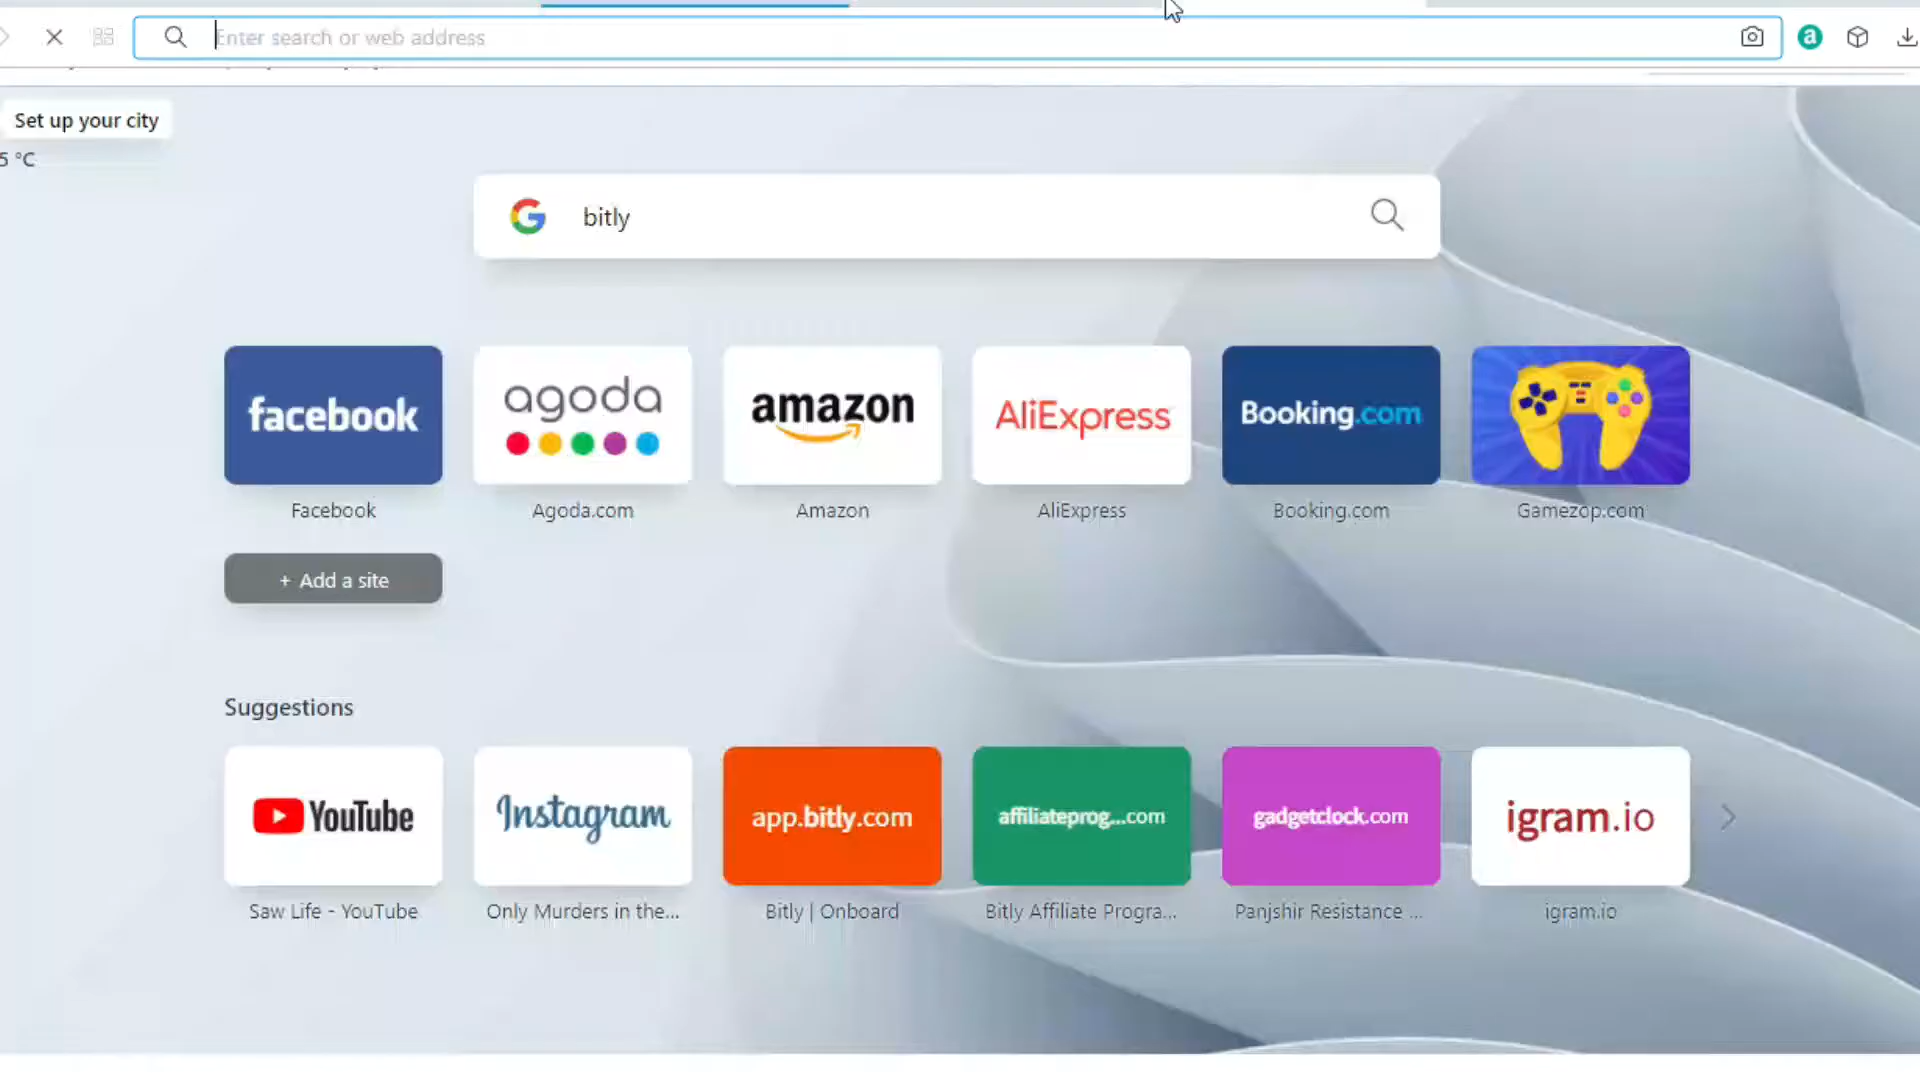 Enter search or web address
a
Set up your city
5 °C
G bitly
facebook
agoda
amazon
AliExpress
Booking.com
Facebook
Agoda.com
Amazon
AliExpress
Booking.com
Gamezop.com
+ Add a site
Suggestions
YouTube
Instagram
app.bitly.com
affiliateprog...com
gadgetclock.com
igram.io
Saw Life - YouTube
Only Murders in the...
Bitly | Onboard
Bitly Affiliate Progra...
Panjshir Resistance ...
igram.io